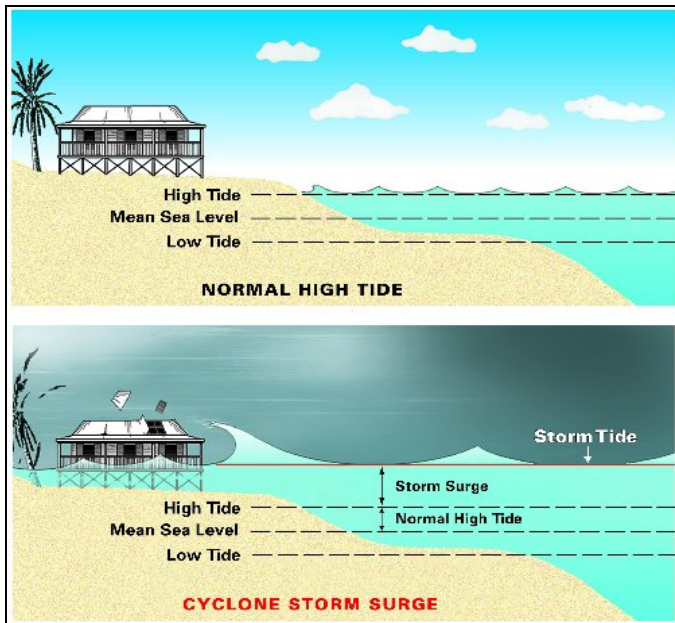 High Tide
Mean Sea Level
Low Tide
NORMAL HIGH TIDE
Storm Tide
Storm Surge
High Tide
Normal High Tide
Mean Sea Level
Low Tide
CYCLONE STORM SURGE